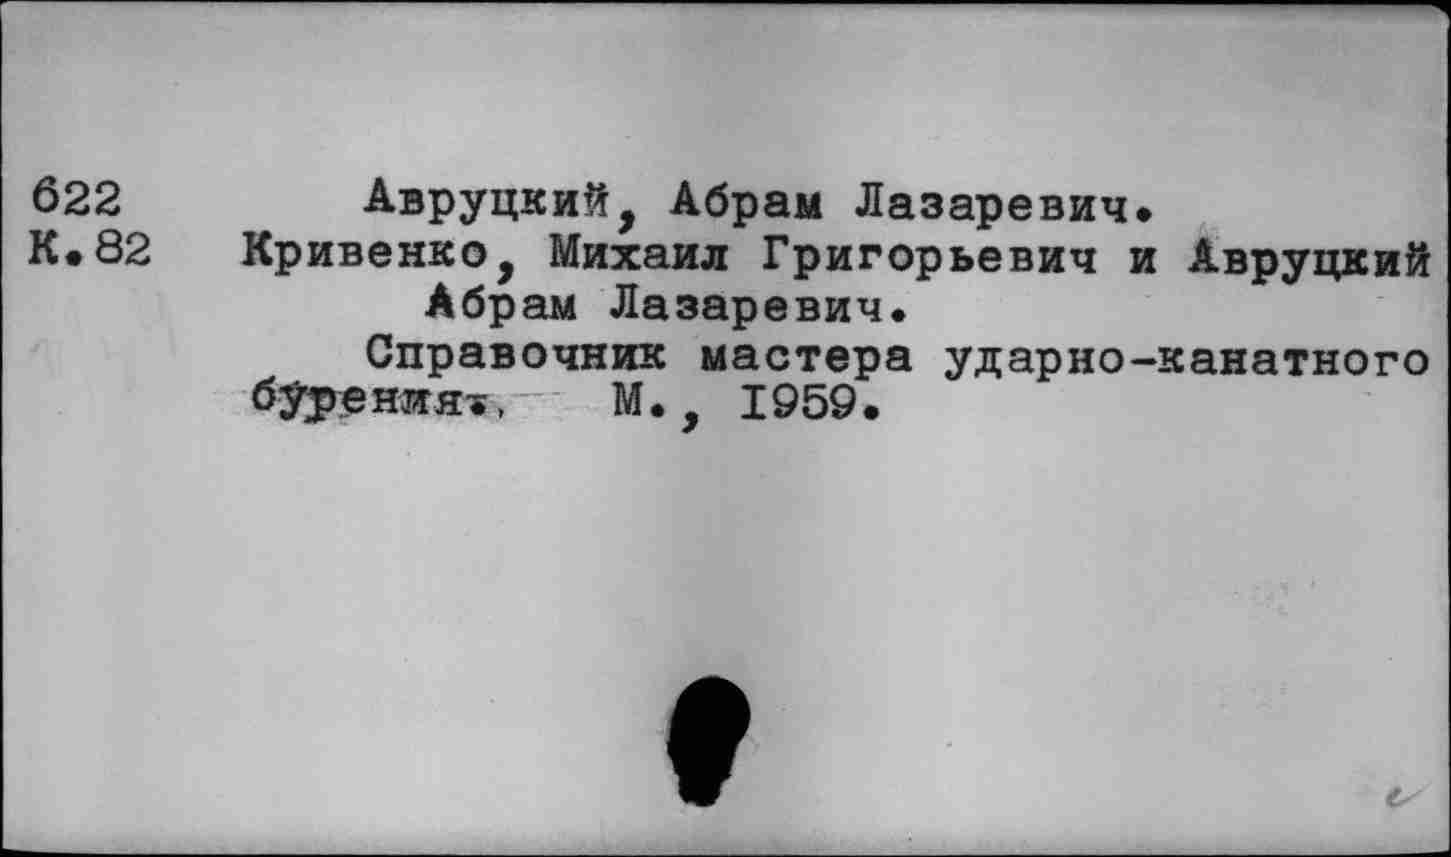 622 Авруцкий, Абрам Лазаревич.
К.82 Кривенко, Михаил Григорьевич и Авруцкий
Абрам Лазаревич.
Справочник мастера ударно-канатного
бурения., М., 1959.